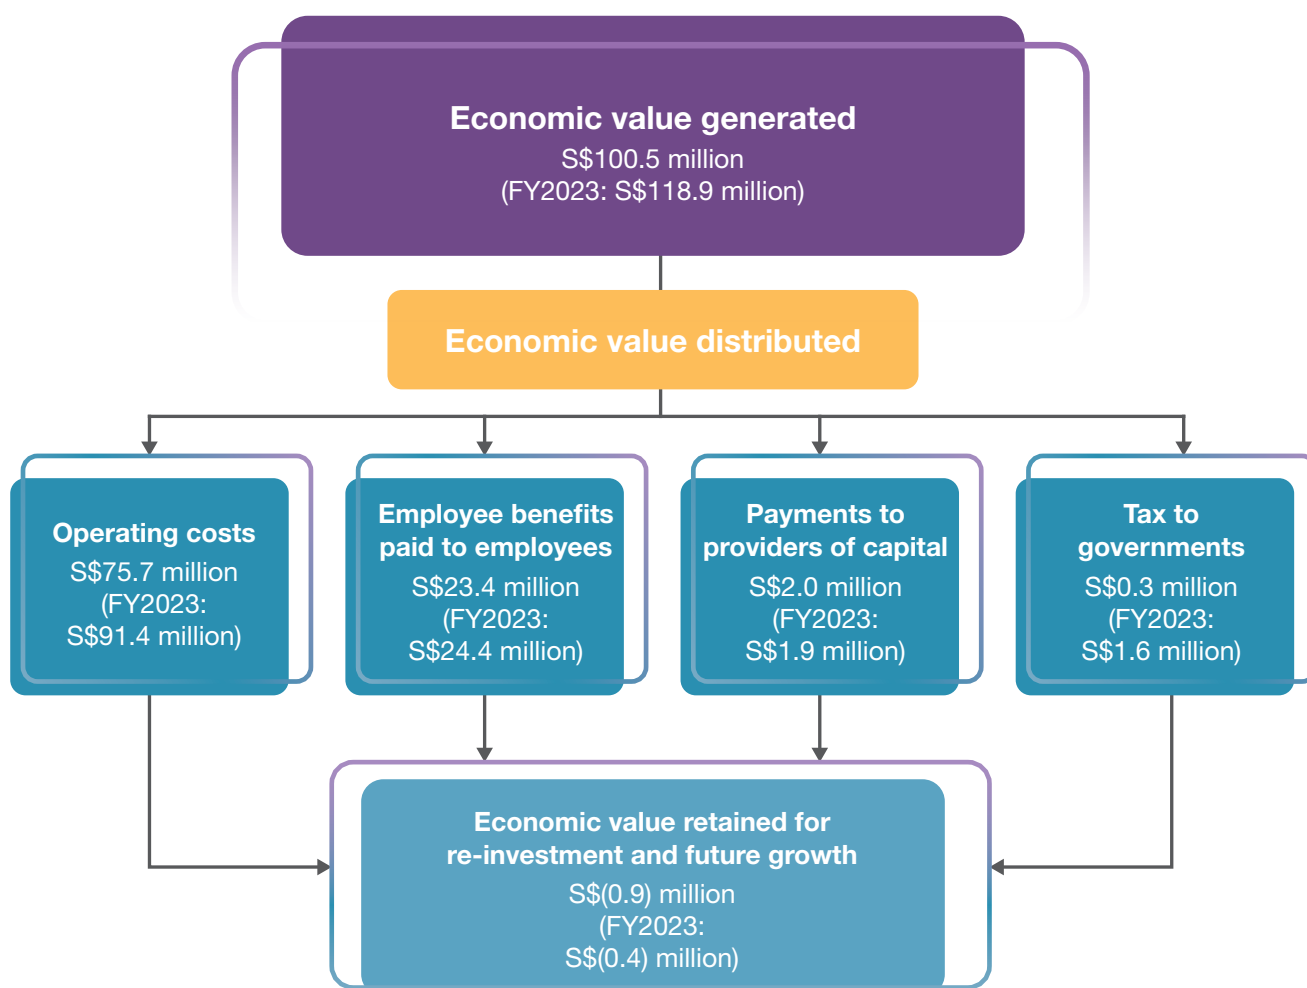 Economic value generated
S$100.5 million
(FY2023: S$118.9 million)
Economic value distributed
Operating costs
S$75.7 million
(FY2023:
S$91.4 million)
Employee benefits
paid to employees
S$23.4 million
(FY2023:
S$24.4 million)
Payments to
providers of capital
S$2.0 million
(FY2023:
S$1.9 million)
Tax to
governments
S$0.3 million
(FY2023:
S$1.6 million)
Economic value retained for
re-investment and future growth
S$(0.9) million
(FY2023:
S$(0.4) million)